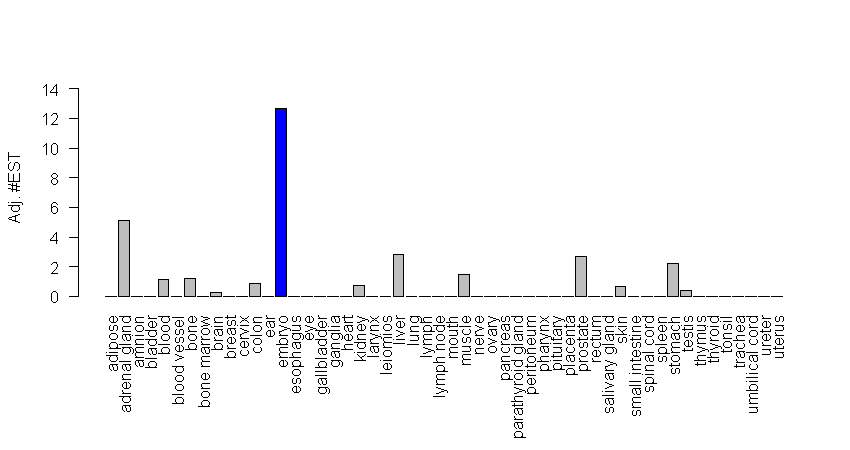 Adj. #EST
14
12
10
8
6
4
2
0
adipose
adrenal gland
amnion
bladder
blood
blood vessel
bone
bone marrow
brain
breast
cervix
colon
ear
embryo
esophagus
eye
gallbladder
ganglia
heart
kidney
larynx
leiomios
liver
lung
lymph
lymph node
mouth
muscle
nerve
ovary
pancreas
parathyroid gland
peritoneum
pharynx
pituitary
placenta
prostate
rectum
salivary gland
skin
small intestine
spinal cord
spleen
stomach
testis
thymus
thyroid
tonsil
trachea
umbilical cord
ureter
uterus